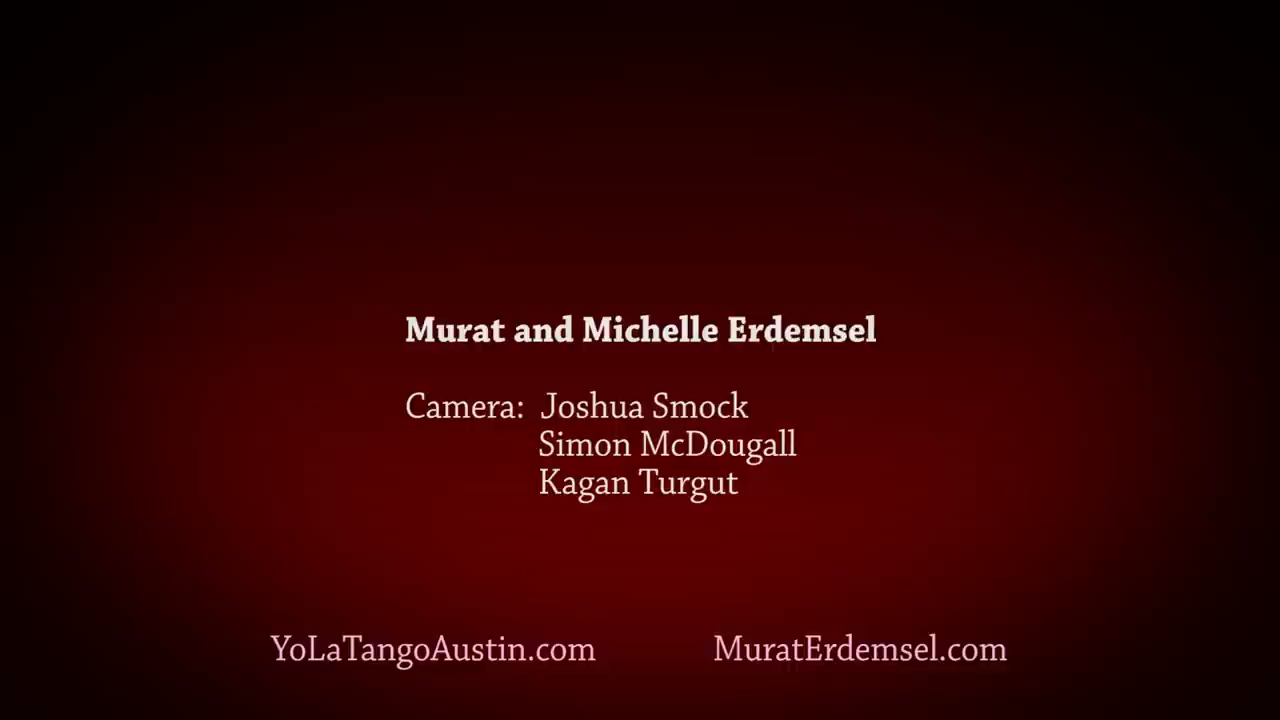 Murat and Michelle Erdemsel
Camera: Joshua Smock
Simon McDougall
Kagan Turgut
YoLaTangoAustin.com MuratErdemsel.com